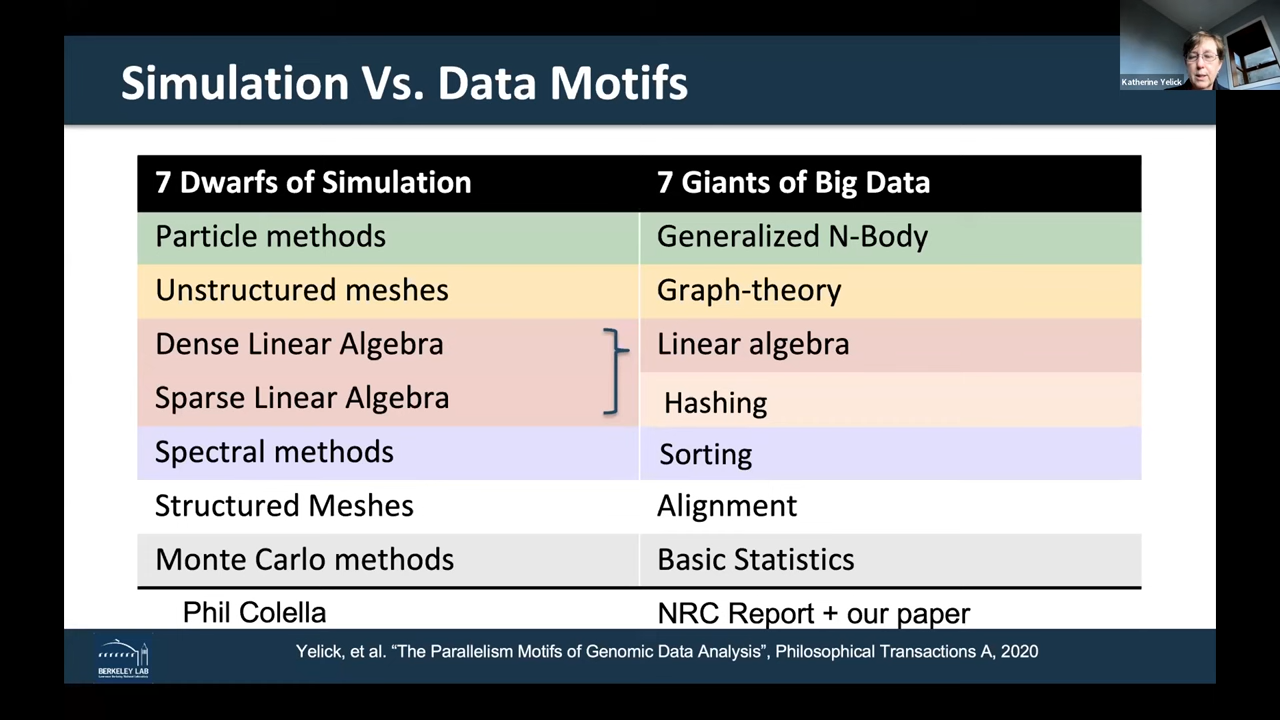 Simulation Vs. Data Motifs
Katherine Yelick
7 Dwarfs of Simulation
7 Giants of Big Data
Particle methods
Generalized N-Body
Unstructured meshes
Graph-theory
Dense Linear Algebra
Linear algebra
Sparse Linear Algebra
Hashing
Spectral methods
Sorting
Structured Meshes
Alignment
Monte Carlo methods
Basic Statistics
Phil Colella
NRC Report + our paper
Yelick, et al. “The Parallelism Motifs of Genomic Data Analysis”, Philosophical Transactions A, 2020
BERKELEY LAB